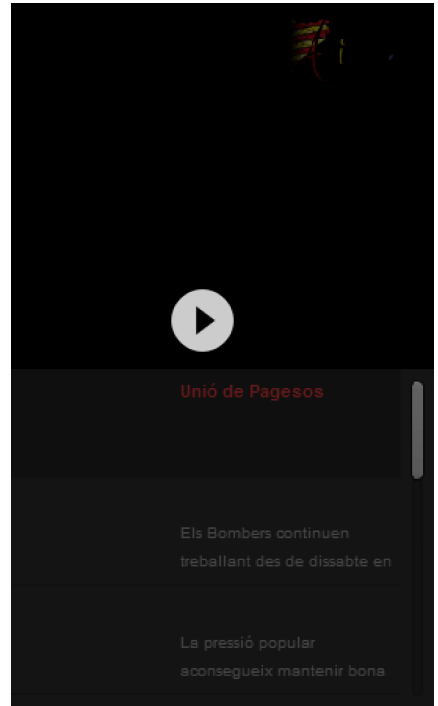 Unió de Pagesos
Els Bombers continuen
treballant des de dissabte en
La pressió popular
aconsegueix mantenir bona